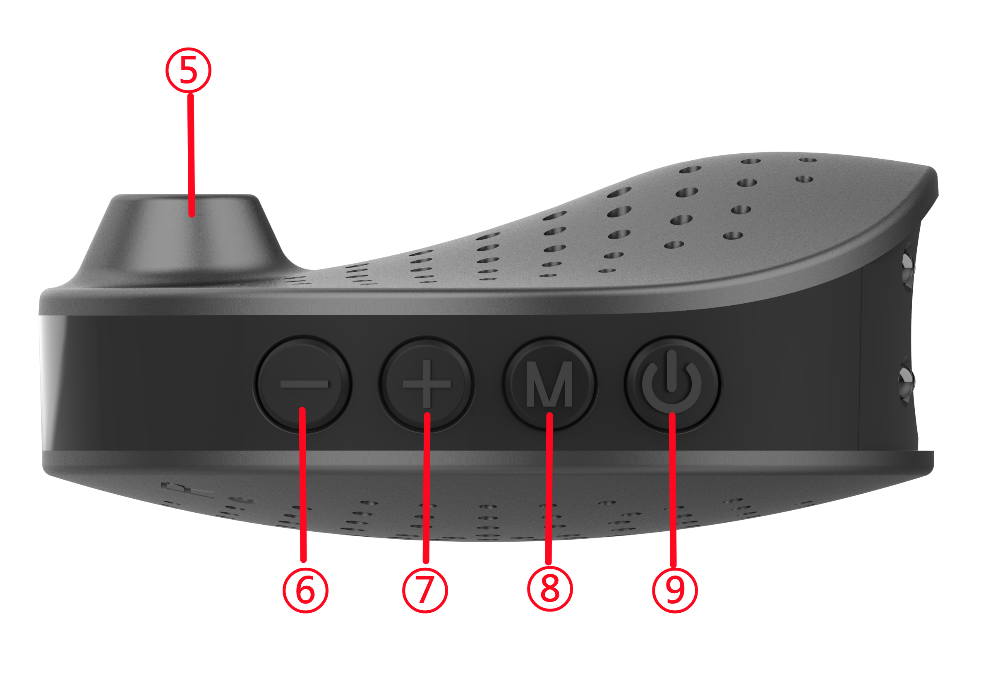 ⑤
− + M
⑥ ⑦ ⑧ ⑨